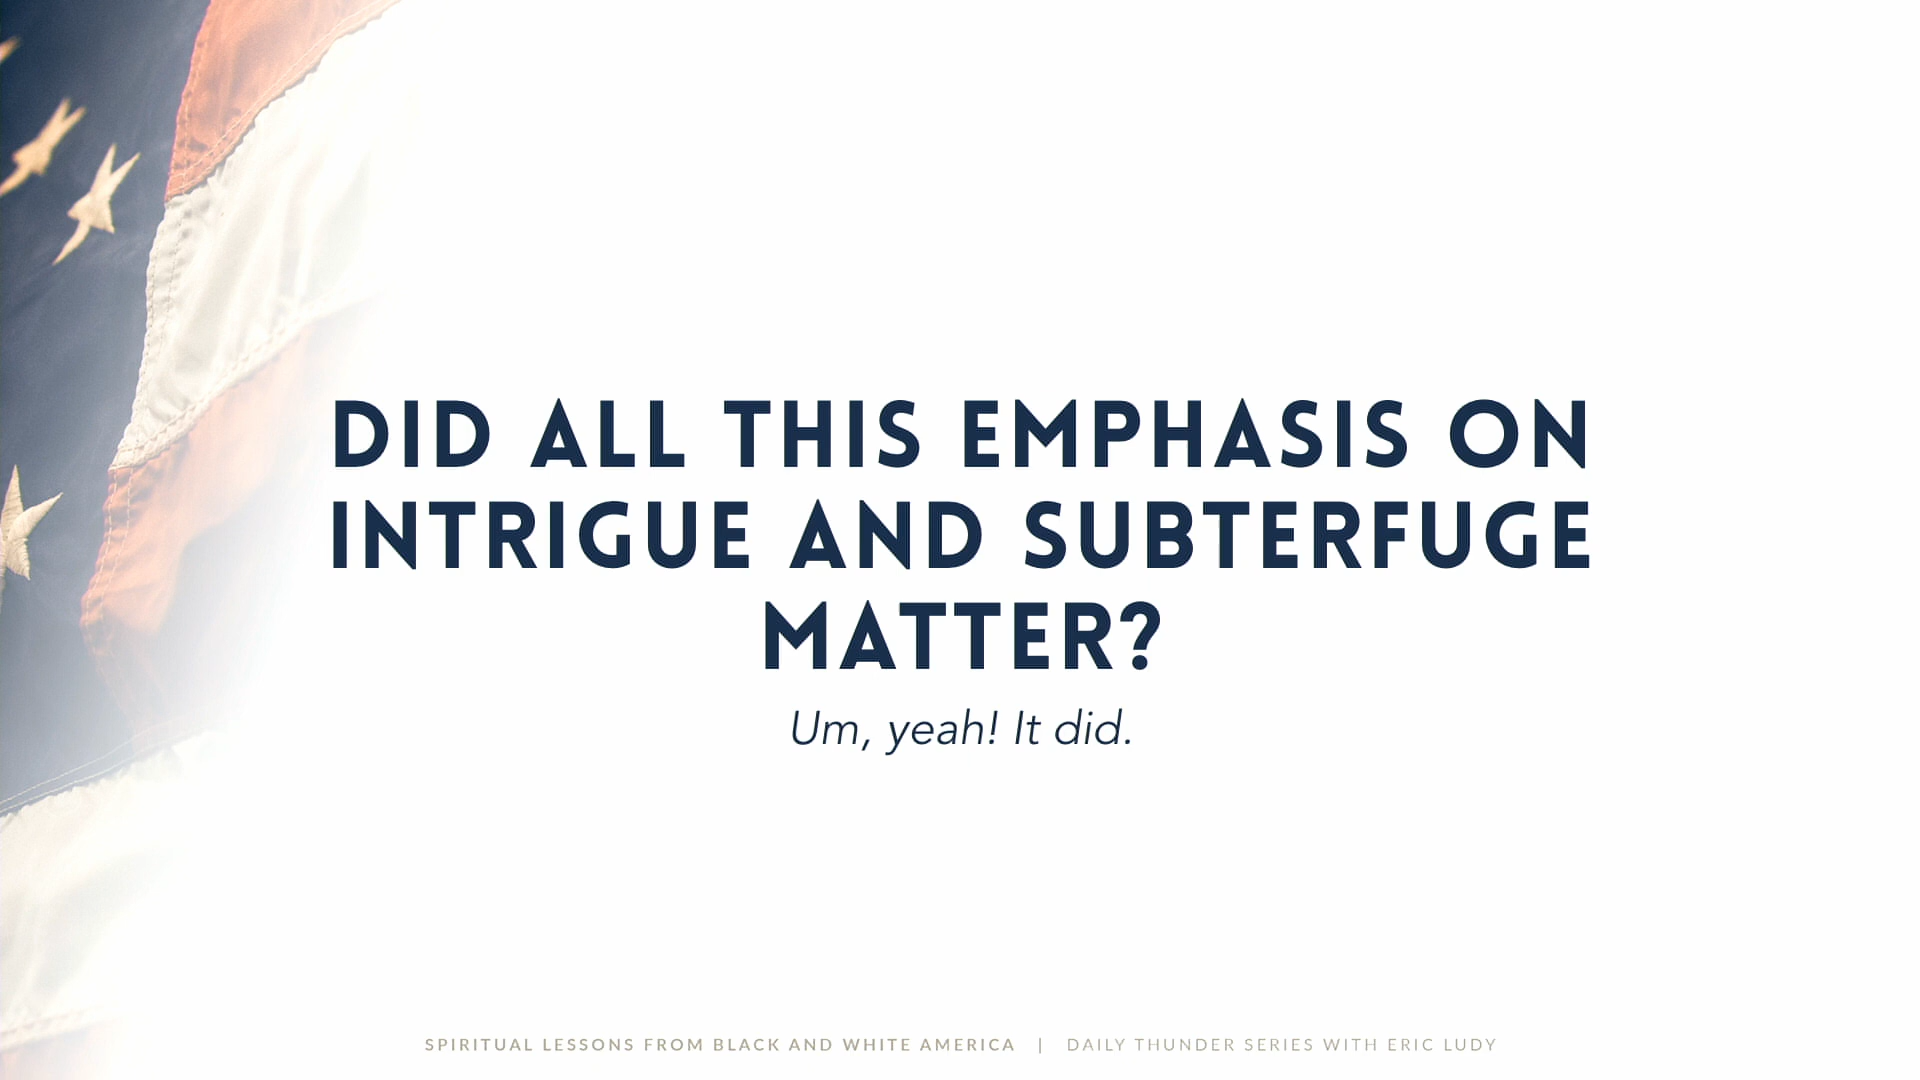 DID ALL THIS EMPHASIS ON
INTRIGUE AND SUBTERFUGE
MATTER?
Um, yeah! It did.
SPIRITUAL LESSONS FROM BLACK AND WHITE AMERICA | DAILY THUNDER SERIES WITH ERIC LUDY